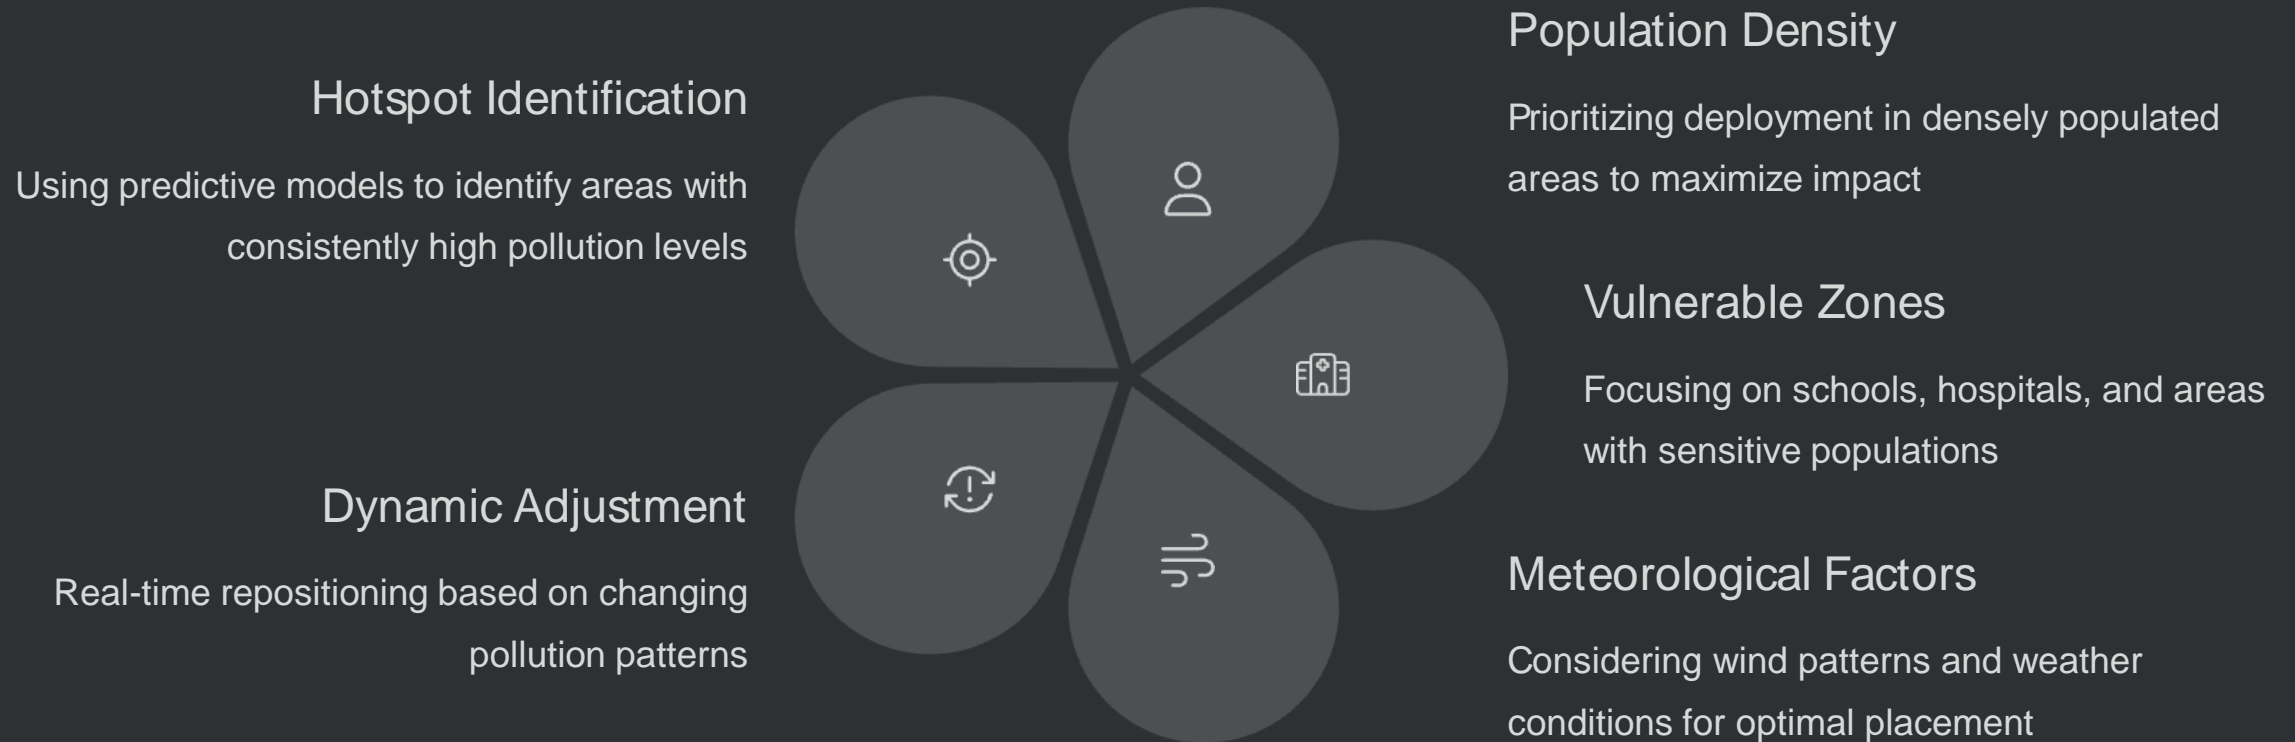 Hotspot Identification
Using predictive models to identify areas with
consistently high pollution levels
Population Density
Prioritizing deployment in densely populated
areas to maximize impact
Vulnerable Zones
Focusing on schools, hospitals, and areas
with sensitive populations
Dynamic Adjustment
Real-time repositioning based on changing
pollution patterns
Meteorological Factors
Considering wind patterns and weather
conditions for optimal placement